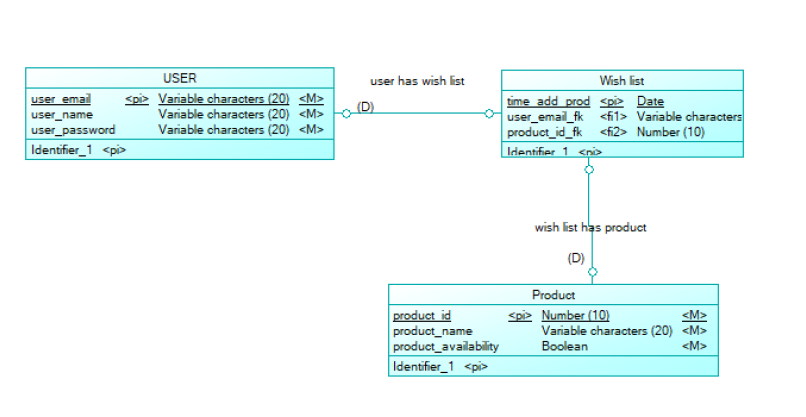 USER
user_email <pi> Variable characters (20) <M>
user_name Variable characters (20) <M>
user_password Variable characters (20) <M>
Identifier_1 <pi>
user has wish list
(D)
Wish list
time_add_prod <pi> Date
user_email_fk <fi1> Variable characters
product_id_fk <fi2> Number (10)
Identifier_1 <pi>
wish list has product
(D)
Product
product_id <pi> Number (10) <M>
product_name Variable characters (20) <M>
product_availability Boolean <M>
Identifier_1 <pi>